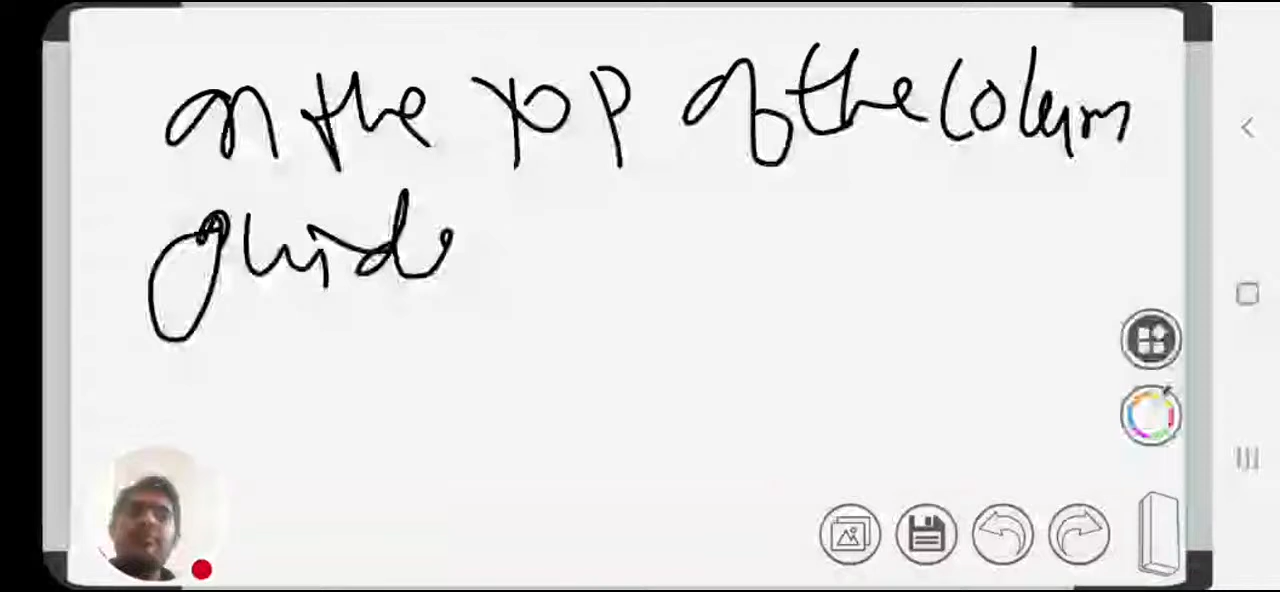 on the top of the column
guide